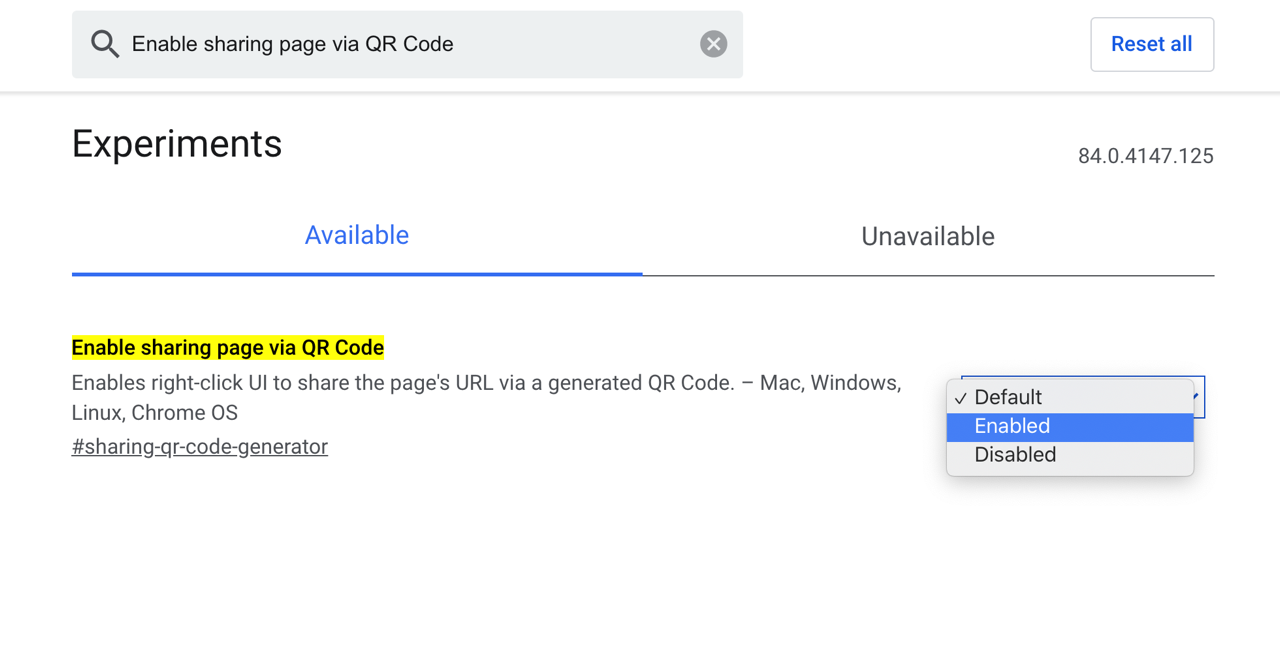 Enable sharing page via QR Code
Reset all
Experiments
84.0.4147.125
Available
Unavailable
Enable sharing page via QR Code
Enables right-click UI to share the page's URL via a generated QR Code. – Mac, Windows,
Linux, Chrome OS
#sharing-qr-code-generator
✓ Default
Enabled
Disabled